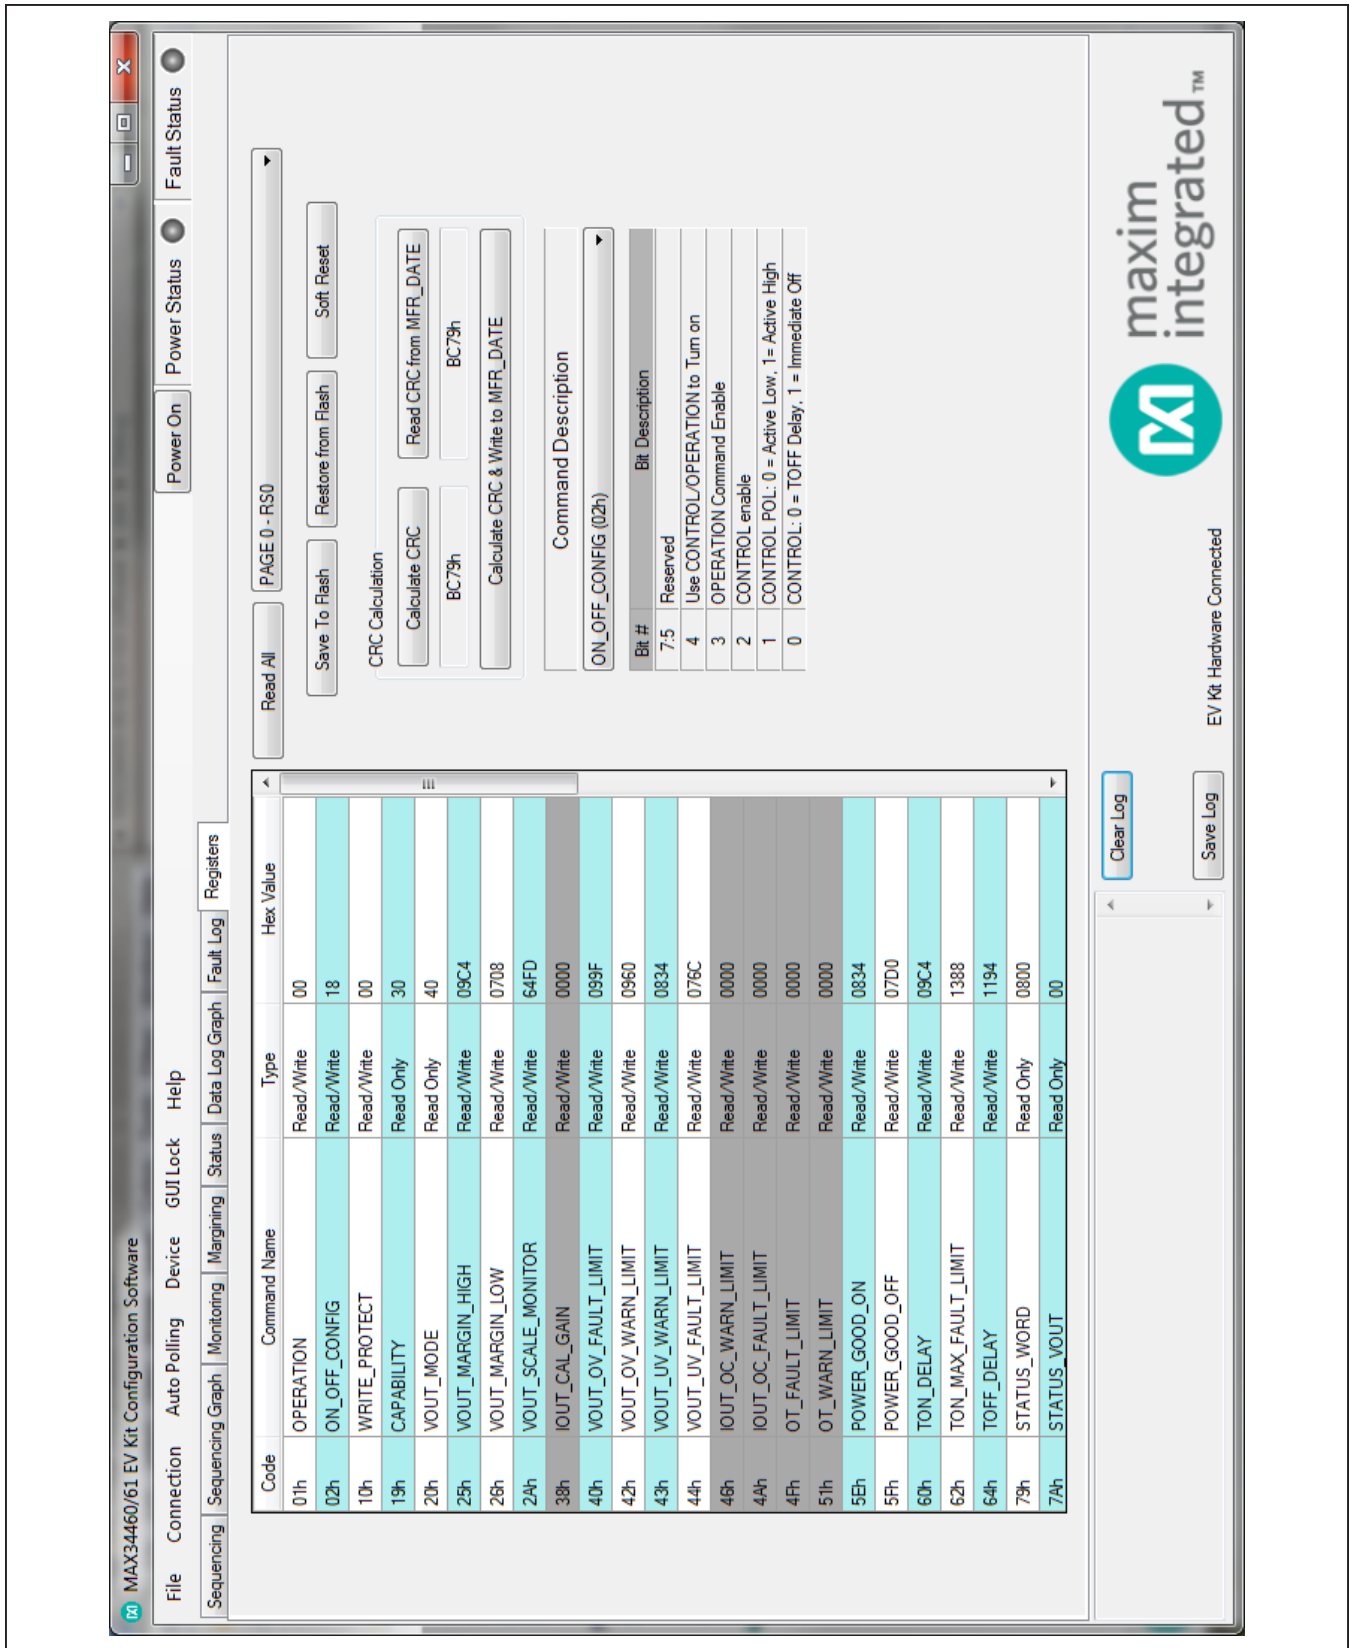 MAX34460/61 EV Kit Configuration Software
File Connection Auto Polling Device GUI Lock Help Power On Power Status Fault Status
Sequencing Sequencing Graph Monitoring Margining Status Data Log Graph Fault Log Registers
Code Command Name Type Hex Value
01h OPERATION Read/Write 00
02h ON_OFF_CONFIG Read/Write 18
10h WRITE_PROTECT Read/Write 00
19h CAPABILITY Read Only 30
20h VOUT_MODE Read Only 40
25h VOUT_MARGIN_HIGH Read/Write 09C4
26h VOUT_MARGIN_LOW Read/Write 0708
2Ah VOUT_SCALE_MONITOR Read/Write 64FD
38h IOUT_CAL_GAIN Read/Write 0000
40h VOUT_OV_FAULT_LIMIT Read/Write 099F
42h VOUT_OV_WARN_LIMIT Read/Write 0960
43h VOUT_UV_WARN_LIMIT Read/Write 0834
44h VOUT_UV_FAULT_LIMIT Read/Write 076C
46h IOUT_OC_WARN_LIMIT Read/Write 0000
4Ah IOUT_OC_FAULT_LIMIT Read/Write 0000
4Fh OT_FAULT_LIMIT Read/Write 0000
51h OT_WARN_LIMIT Read/Write 0000
5Eh POWER_GOOD_ON Read/Write 0834
5Fh POWER_GOOD_OFF Read/Write 07D0
60h TON_DELAY Read/Write 09C4
62h TON_MAX_FAULT_LIMIT Read/Write 1388
64h TOFF_DELAY Read/Write 1194
79h STATUS_WORD Read Only 0800
7Ah STATUS_VOUT Read Only 00
Read All PAGE 0 - RS0
Save To Flash Restore from Flash Soft Reset
CRC Calculation
Calculate CRC Read CRC from MFR_DATE
BC79h BC79h
Calculate CRC & Write to MFR_DATE
Command Description
ON_OFF_CONFIG (02h)
Bit # Bit Description
7:5 Reserved
4 Use CONTROL/OPERATION to Turn on
3 OPERATION Command Enable
2 CONTROL enable
1 CONTROL POL: 0 = Active Low, 1= Active High
0 CONTROL: 0 = TOFF Delay, 1 = Immediate Off
Clear Log
Save Log
EV Kit Hardware Connected
maxim
integrated™